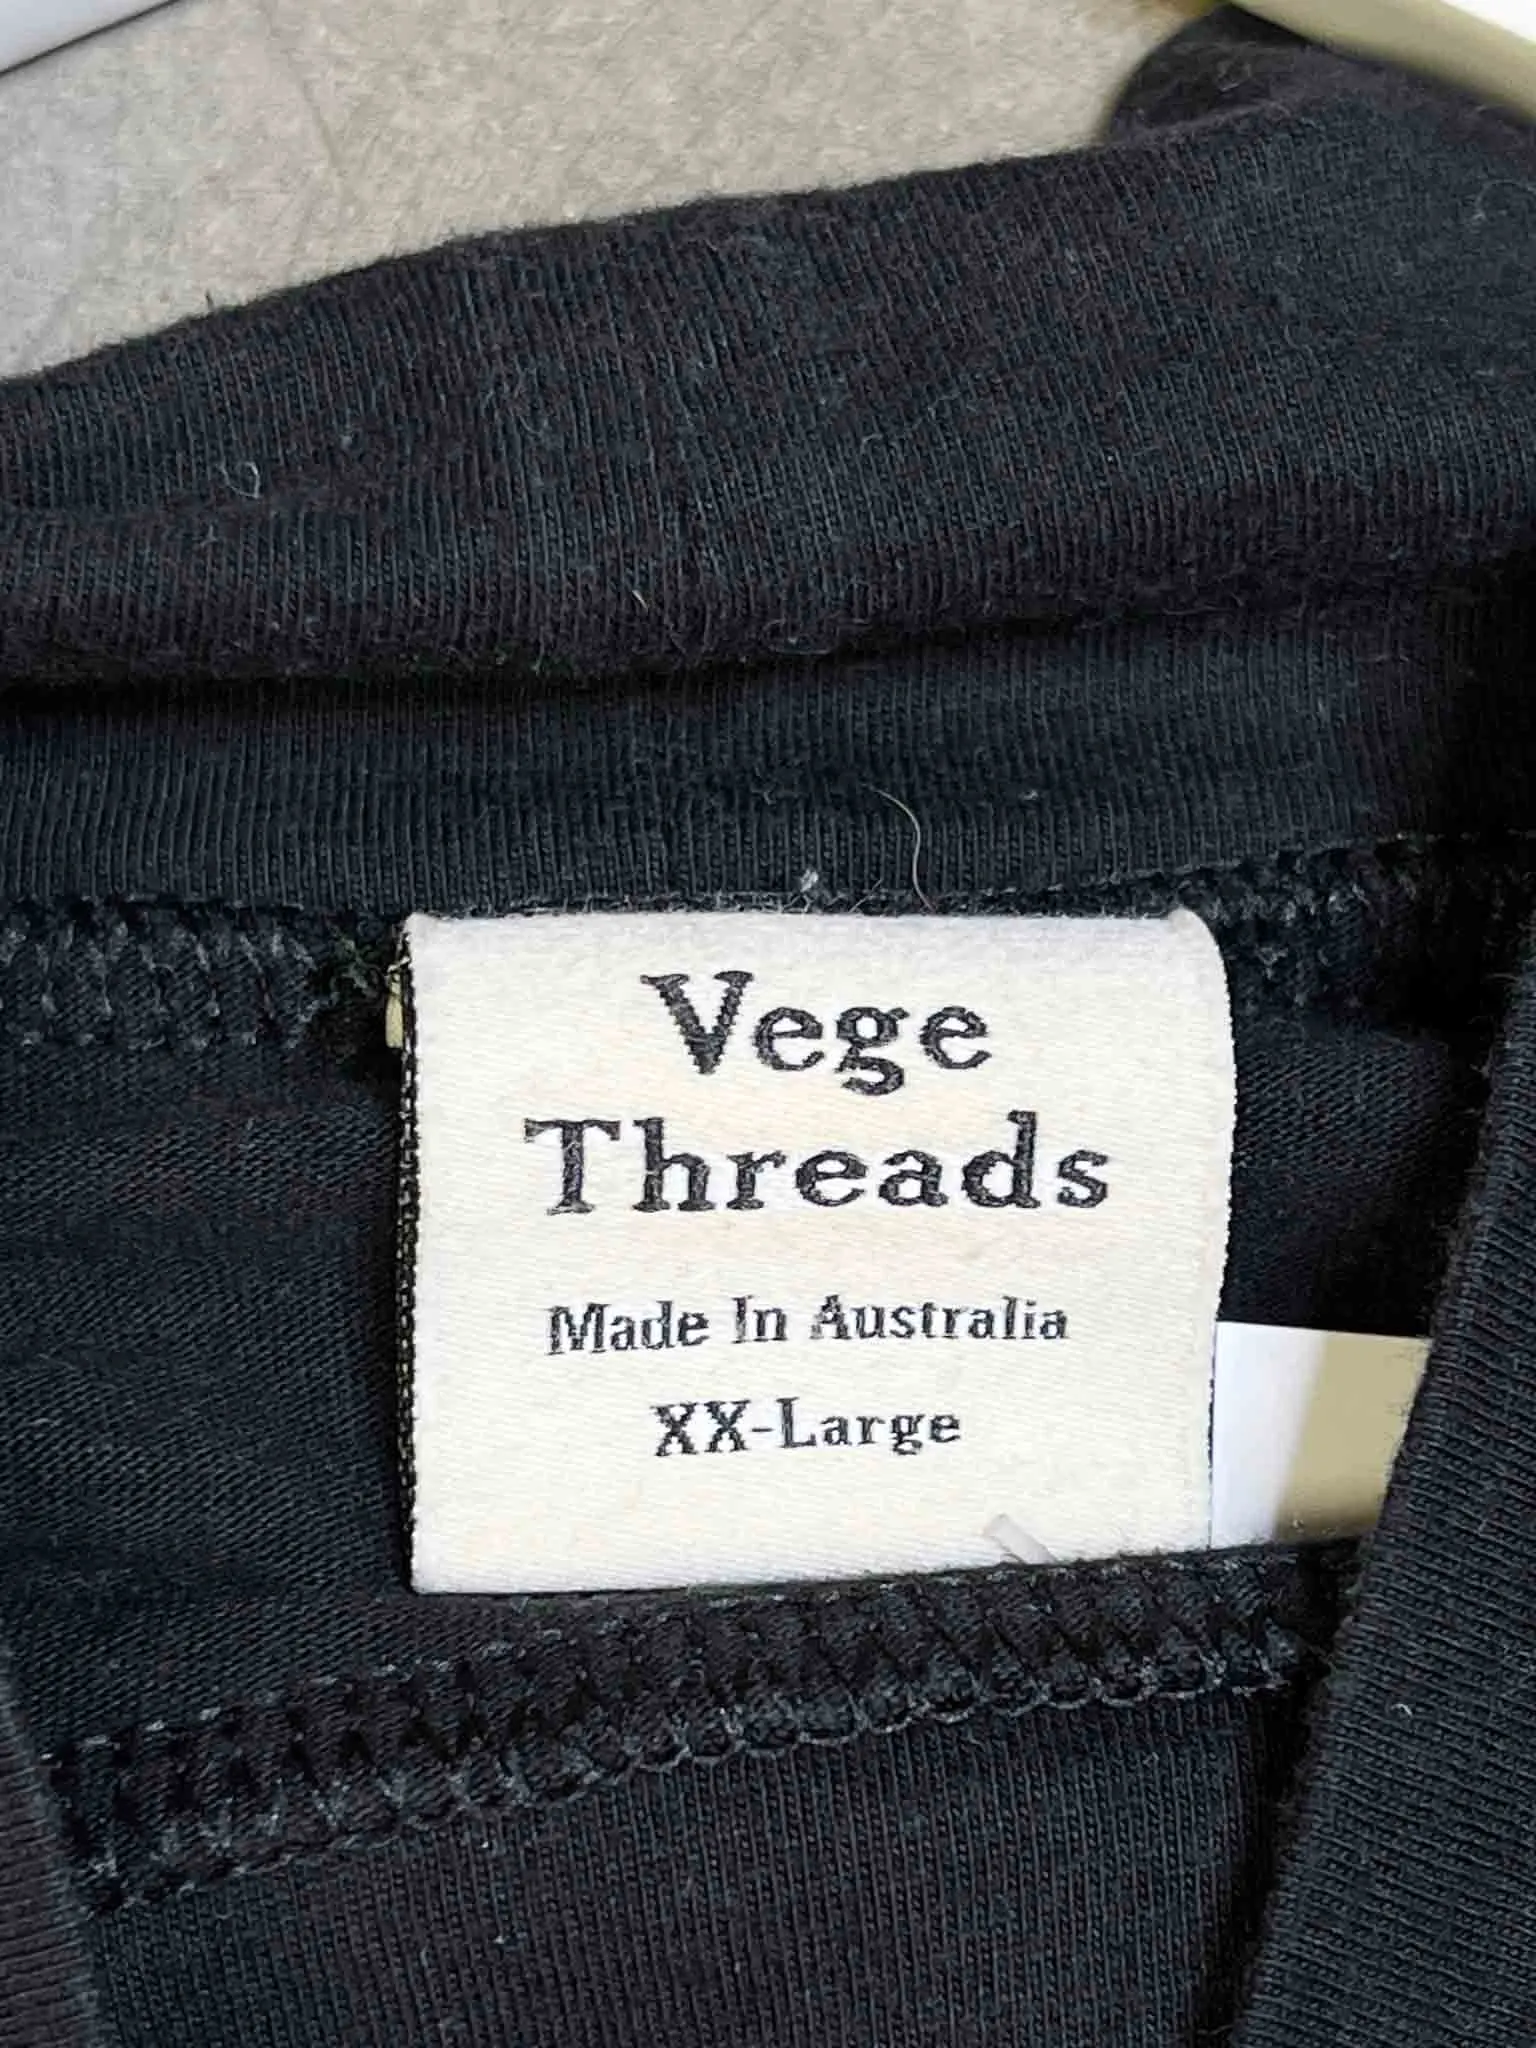 Vege
Threads
Made In Australia
XX-Large